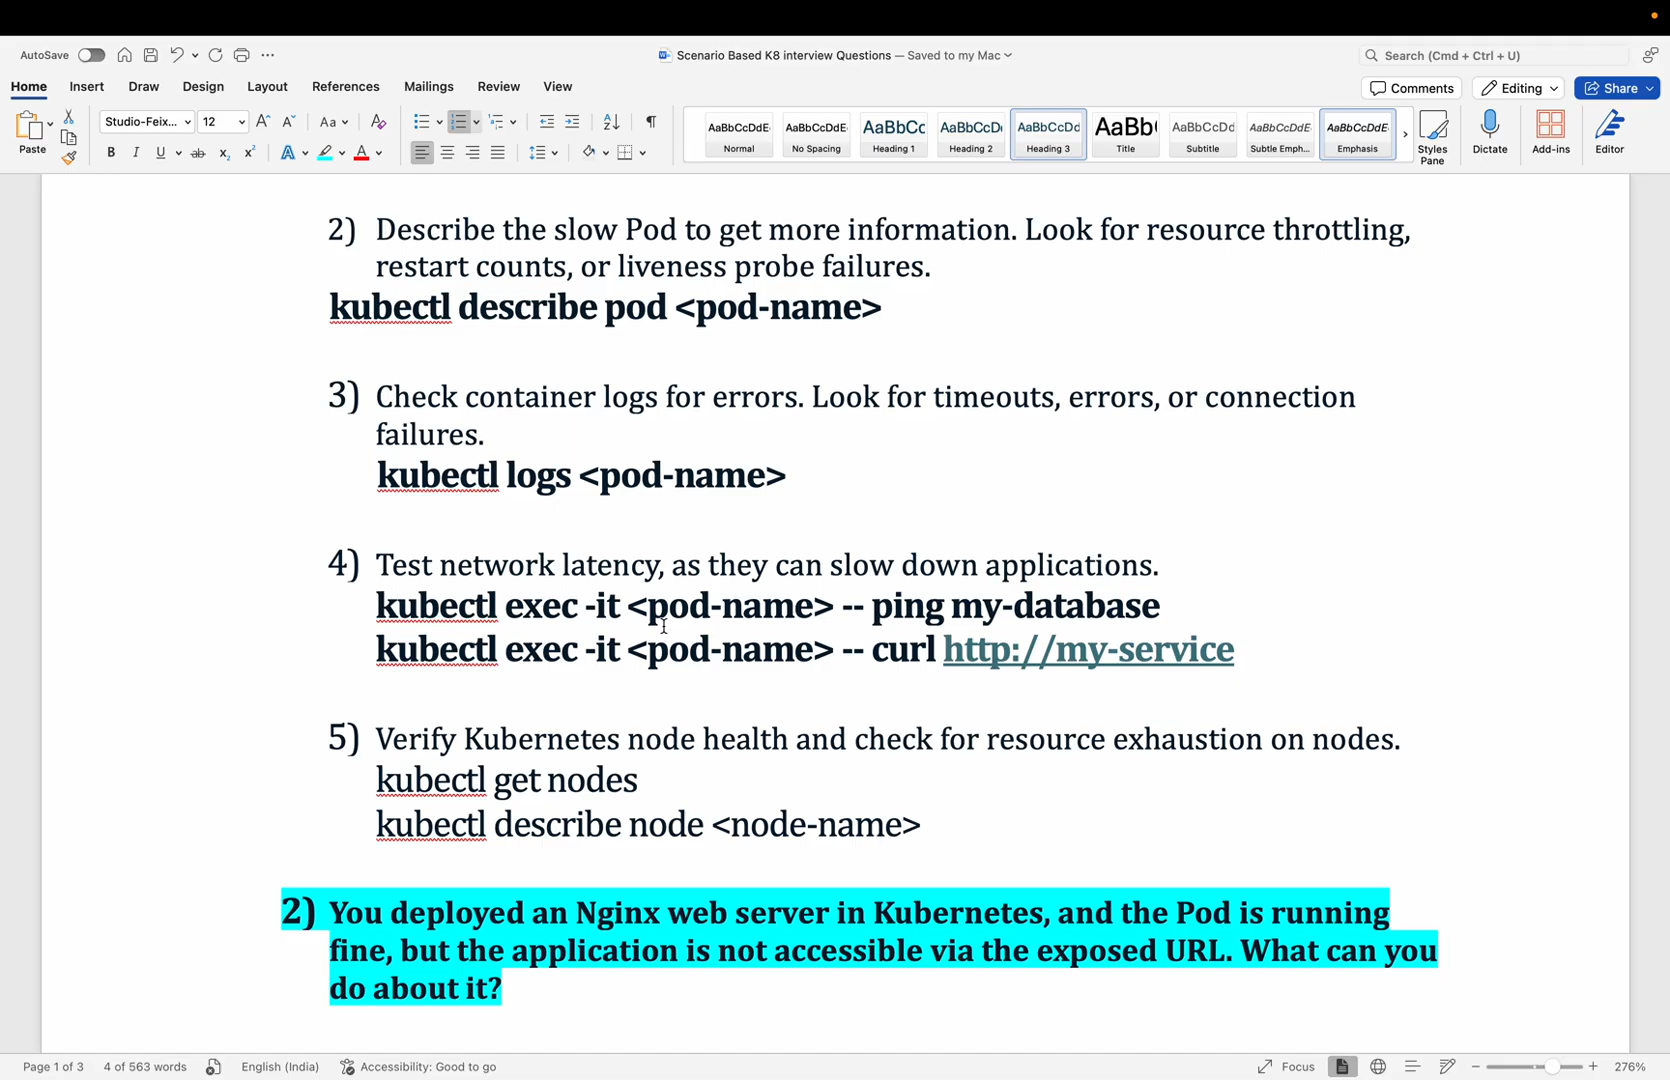 AutoSave
Scenario Based K8 interview Questions — Saved to my Mac
Search (Cmd + Ctrl + U)
Home Insert Draw Design Layout References Mailings Review View
Comments Editing Share
Paste
Studio-Feix... 12
AaBbCcDdE AaBbCcDdE AaBbCc AaBbCcDc AaBbCcDd AaBb( AaBbCcDdE AaBbCcDdE AaBbCcDdE
Normal No Spacing Heading 1 Heading 2 Heading 3 Title Subtitle Subtle Emph... Emphasis
Styles Pane Dictate Add-ins Editor
2) Describe the slow Pod to get more information. Look for resource throttling,
restart counts, or liveness probe failures.
kubectl describe pod <pod-name>
3) Check container logs for errors. Look for timeouts, errors, or connection
failures.
kubectl logs <pod-name>
4) Test network latency, as they can slow down applications.
kubectl exec -it <pod-name> -- ping my-database
kubectl exec -it <pod-name> -- curl http://my-service
5) Verify Kubernetes node health and check for resource exhaustion on nodes.
kubectl get nodes
kubectl describe node <node-name>
2) You deployed an Nginx web server in Kubernetes, and the Pod is running
fine, but the application is not accessible via the exposed URL. What can you
do about it?
Page 1 of 3 4 of 563 words English (India) Accessibility: Good to go Focus 276%